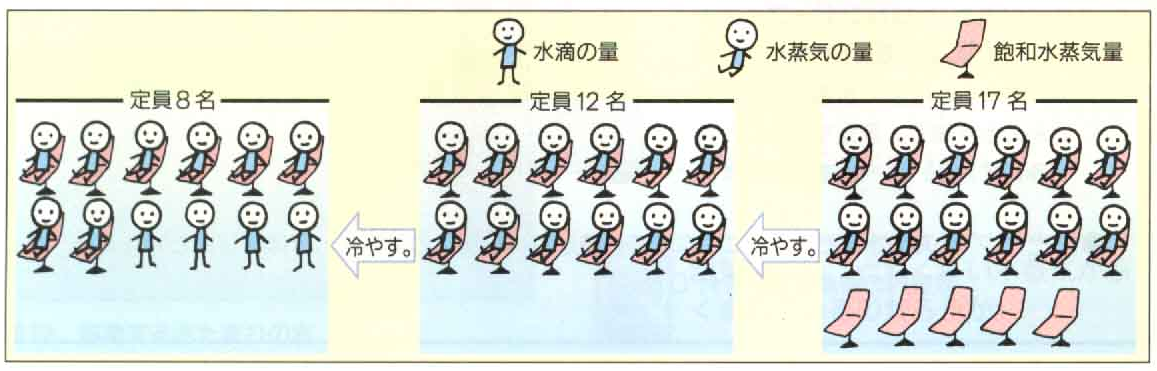 水滴の量
水蒸気の量
飽和水蒸気量
定員8名
定員12名
定員17名
冷やす。
冷やす。